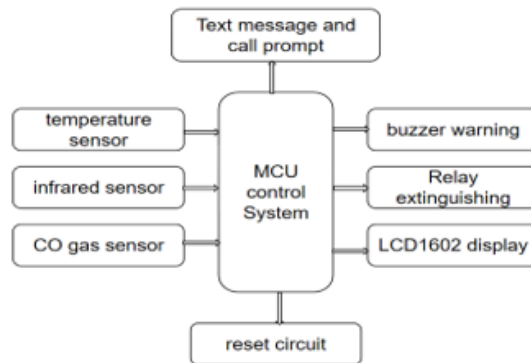 Text message and
call prompt
temperature
sensor
infrared sensor
CO gas sensor
MCU
control
System
buzzer warning
Relay
extinguishing
LCD1602 display
reset circuit